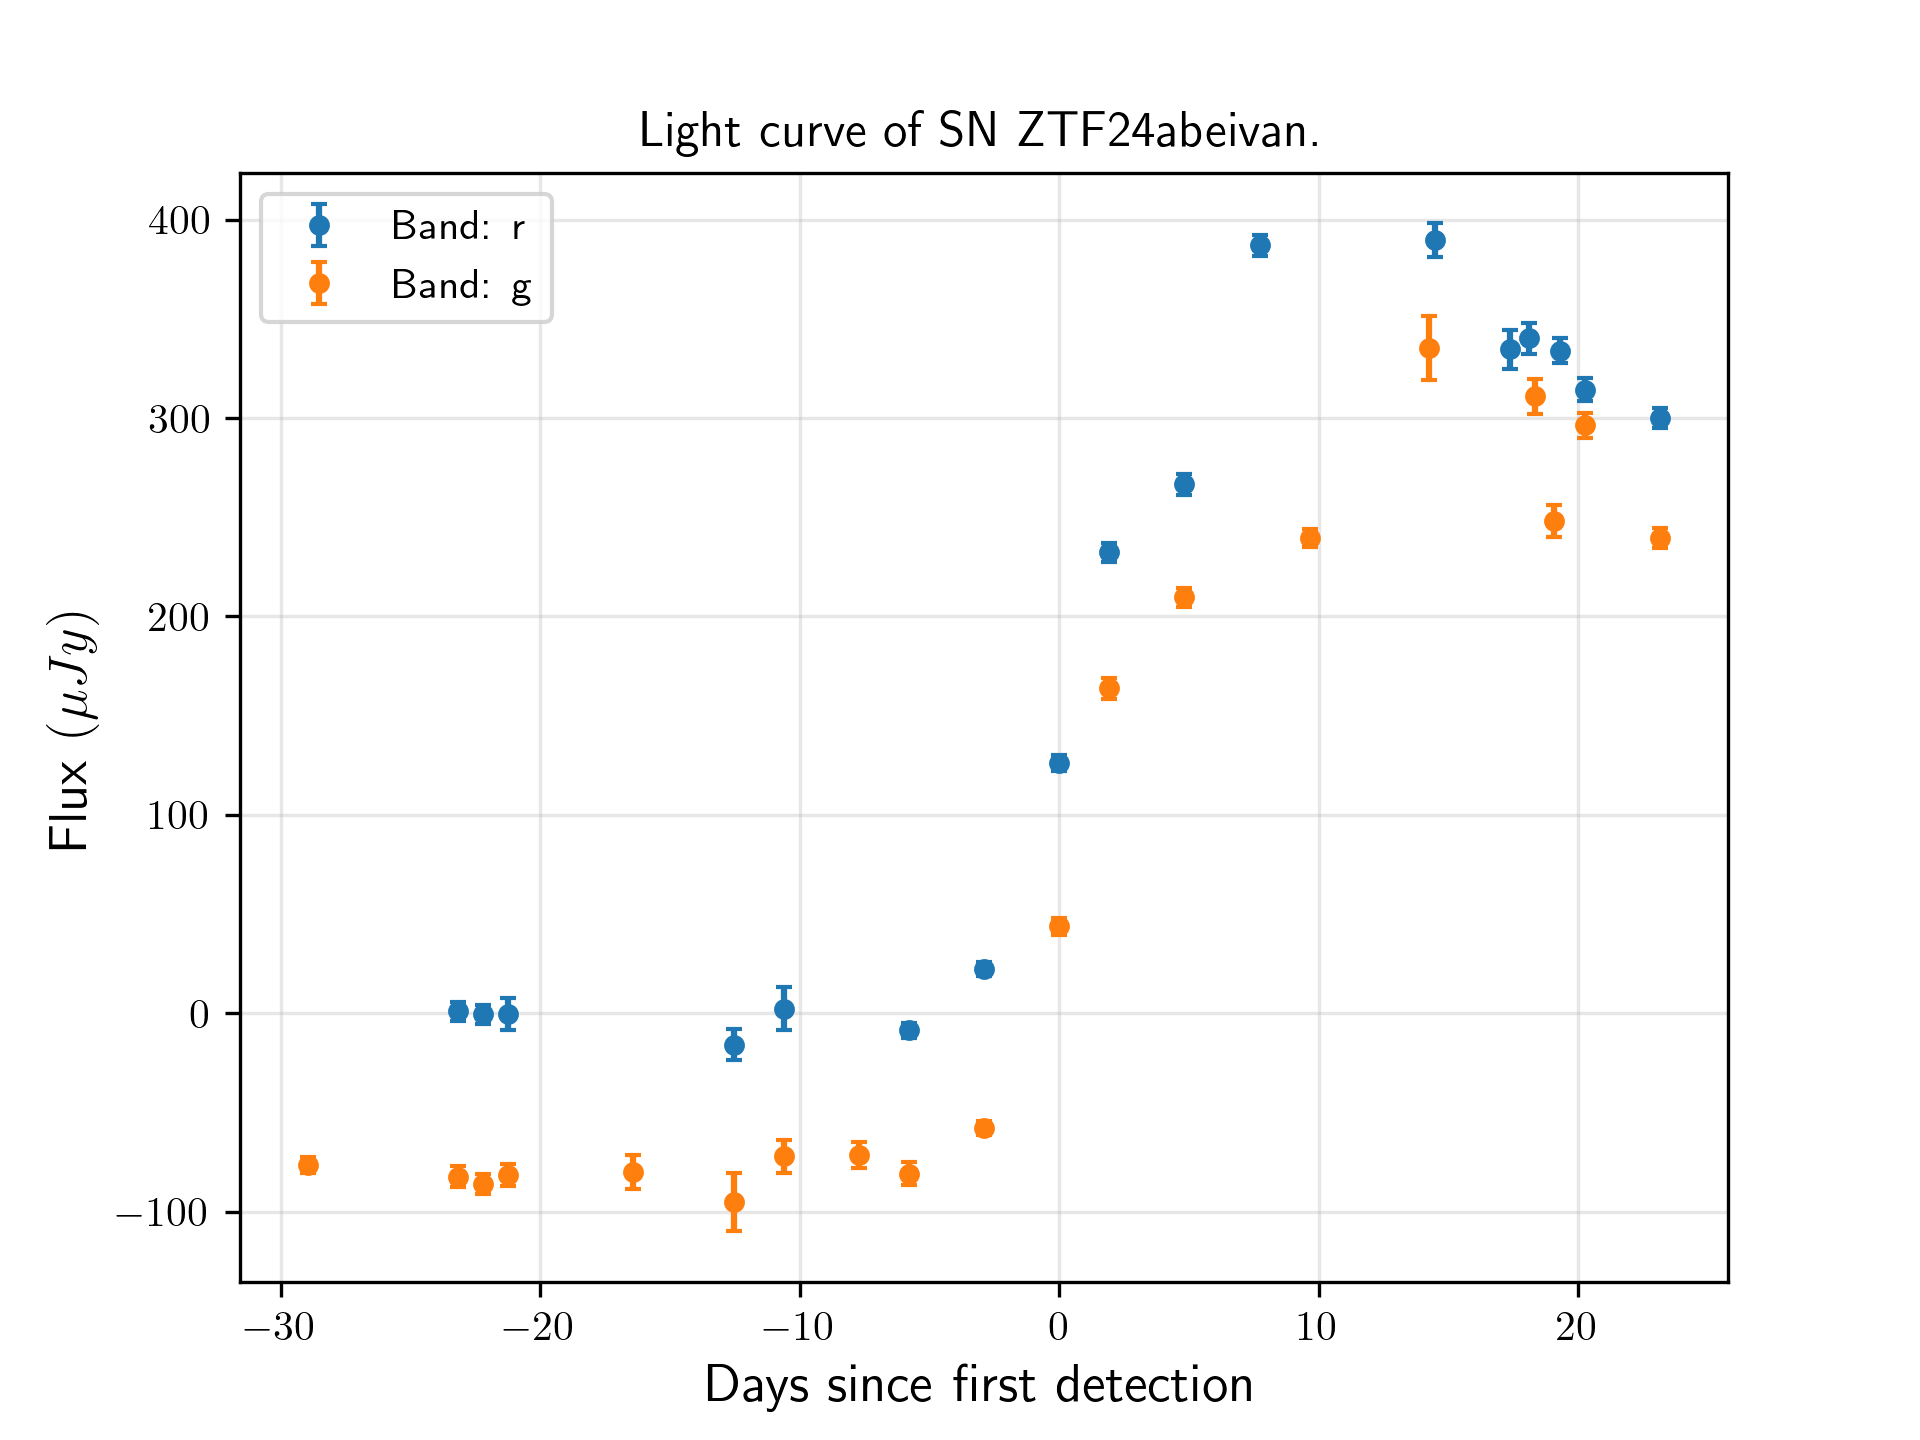 Light curve of SN ZTF24abeivan.
Band: r
Band: g
400
300
200
100
0
−100
Flux (μJy)
−30 −20 −10 0 10 20
Days since first detection